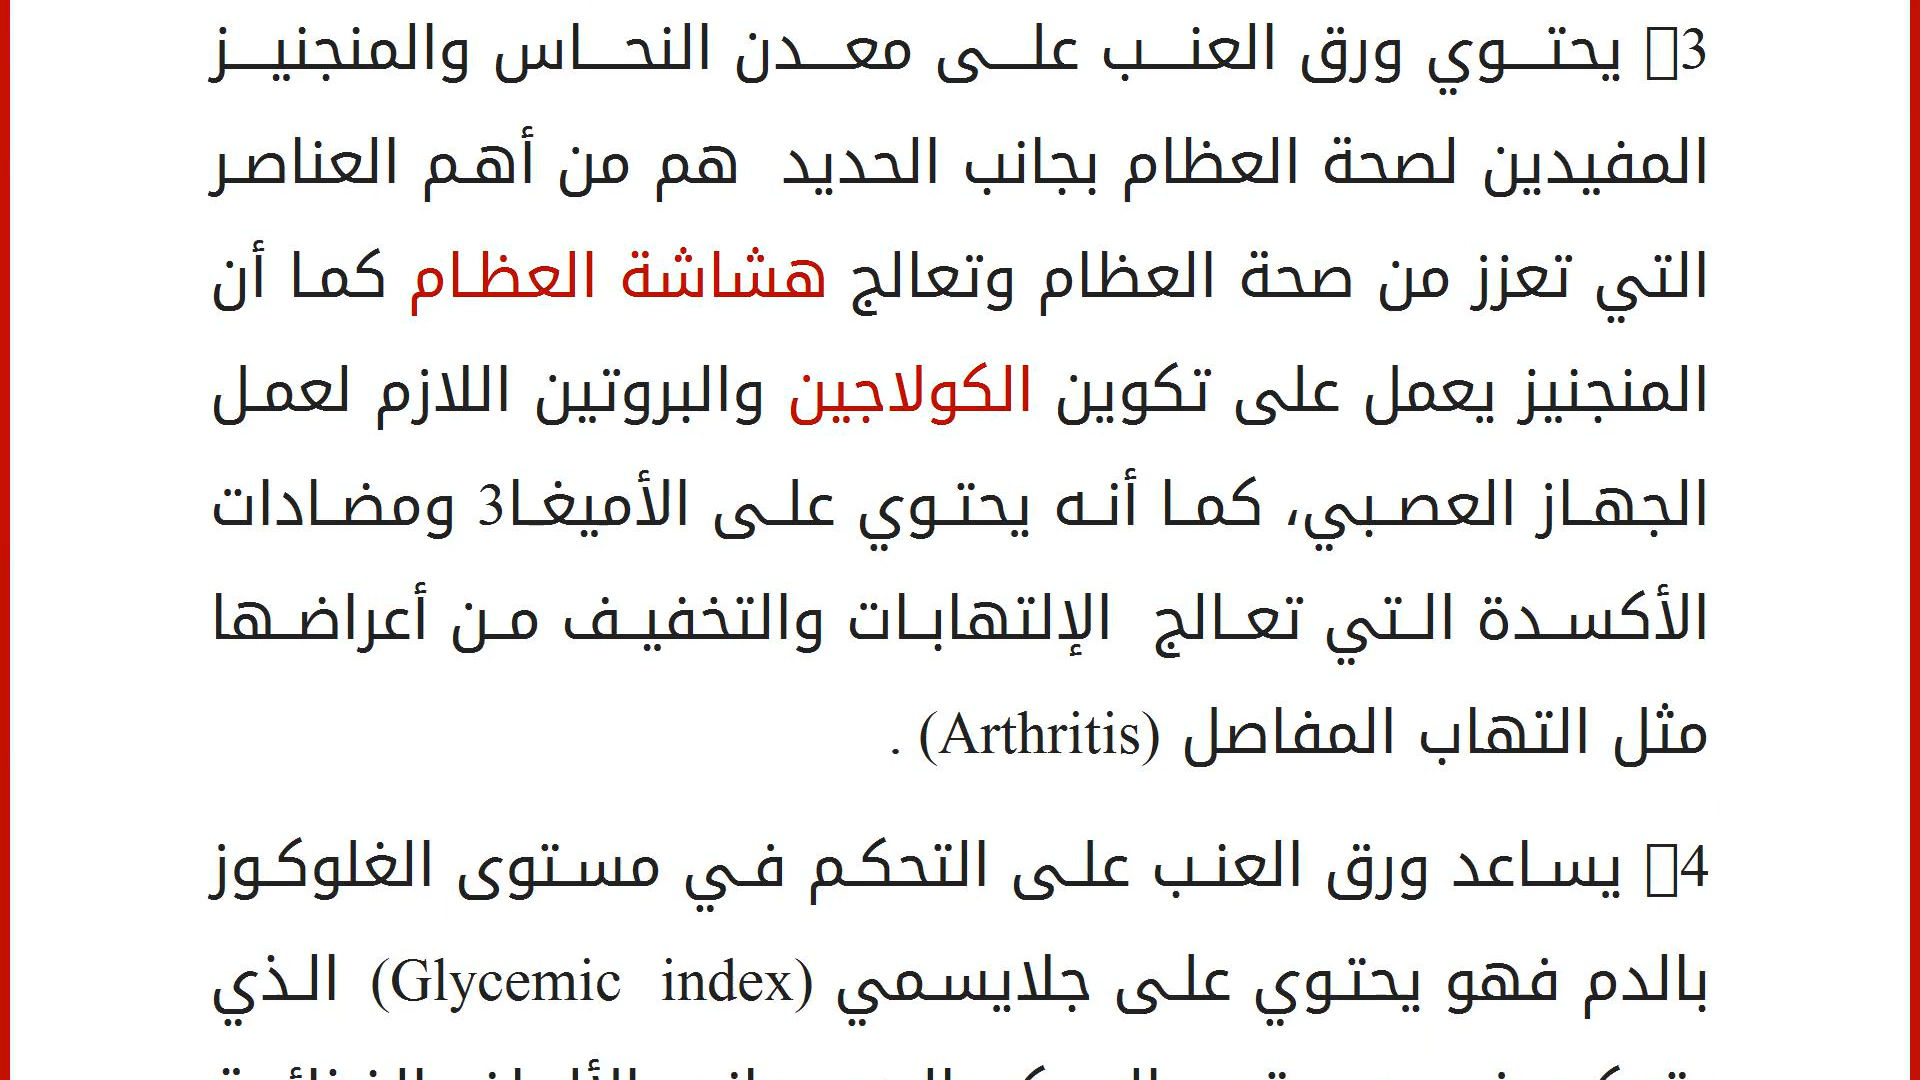 3 يحتوي ورق العنب على معدن النحاس والمنجنيز
المفيدين لصحة العظام بجانب الحديد هم من أهم العناصر
التي تعزز من صحة العظام وتعالج هشاشة العظام كما أن
المنجنيز يعمل على تكوين الكولاجين والبروتين اللازم لعمل
الجهاز العصبي، كما أنه يحتوي على الأميغا3 ومضادات
الأكسدة التي تعالج الإلتهابات والتخفيف من أعراضها
مثل التهاب المفاصل (Arthritis) .
4 يساعد ورق العنب على التحكم في مستوى الغلوكوز
بالدم فهو يحتوي على جلايسمي (Glycemic index) الذي